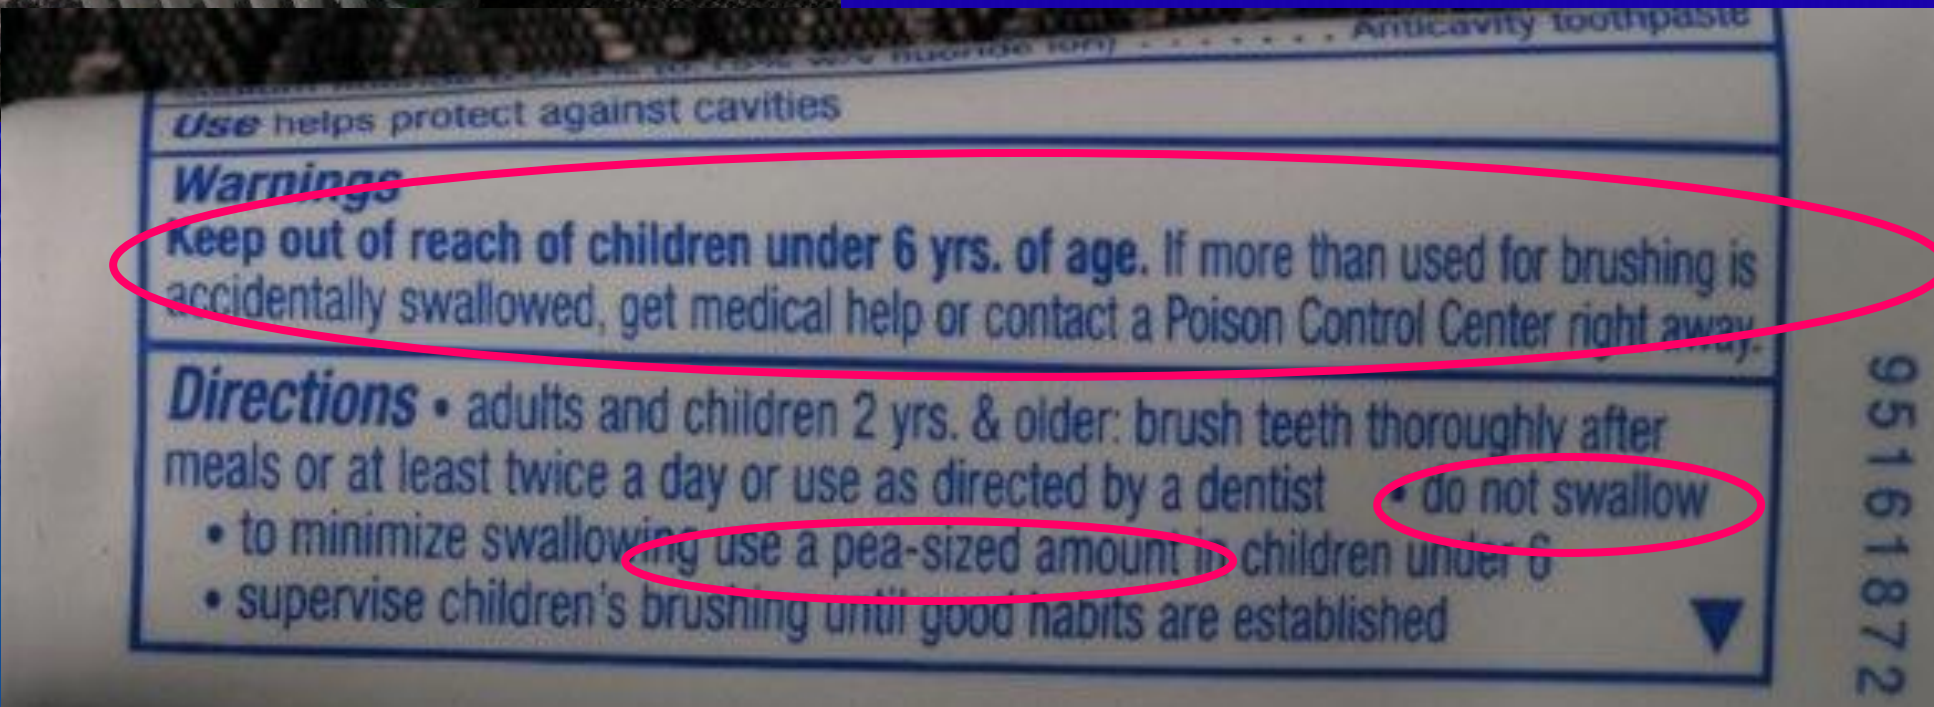 Anticavity toothpaste
fluoride ion)
Use helps protect against cavities
Warnings
Keep out of reach of children under 6 yrs. of age. If more than used for brushing is
accidentally swallowed, get medical help or contact a Poison Control Center right away.
Directions • adults and children 2 yrs. & older: brush teeth thoroughly after
meals or at least twice a day or use as directed by a dentist • do not swallow
• to minimize swallowing use a pea-sized amount in children under 6
• supervise children's brushing until good habits are established
95161872